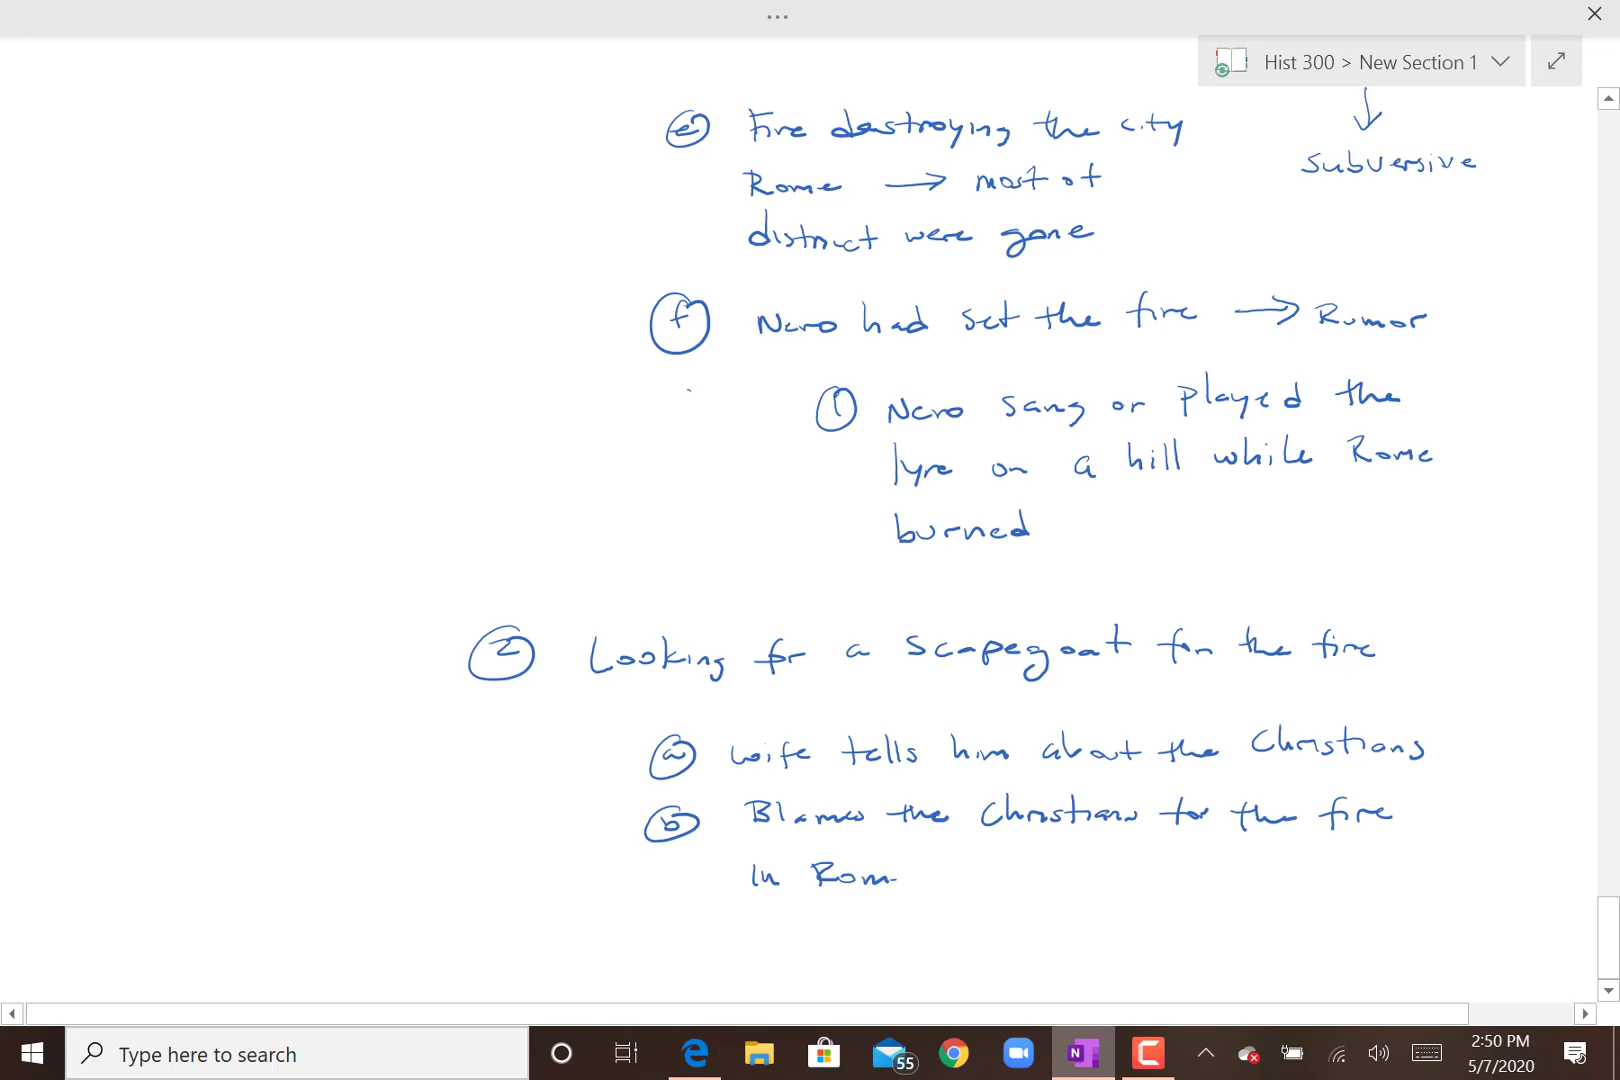 Hist 300 > New Section 1
e Fire destroying the city
Rome → most of
district were gone
↓
subversive
f Nero had set the fire → Rumor
1 Nero sang or played the
lyre on a hill while Rome
burned
2 Looking for a scapegoat for the fire
a wife tells him about the Christians
b Blames the Christians for the fire
In Rom
Type here to search
55
2:50 PM
5/7/2020